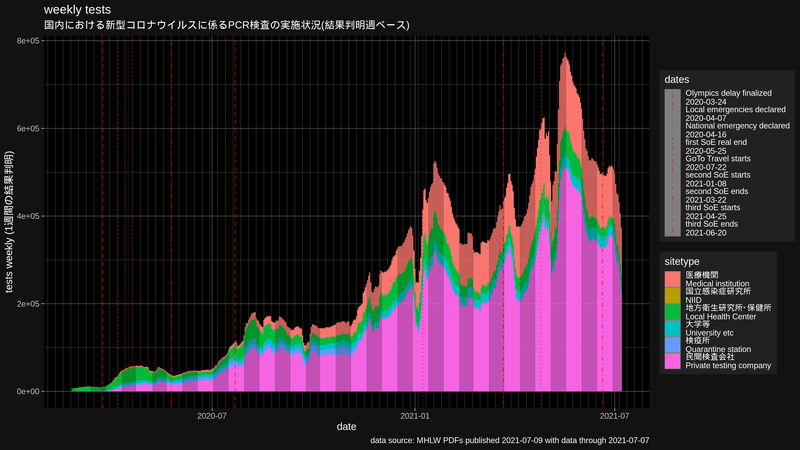 weekly tests
国内における新型コロナウイルスに係るPCR検査の実施状況(結果判明週ベース)
8e+05
6e+05
4e+05
2e+05
0e+00
tests weekly (1週間の結果判明)
2020-07
2021-01
2021-07
date
dates
Olympics delay finalized
2020-03-24
Local emergencies declared
2020-04-07
National emergency declared
2020-04-16
first SoE real end
2020-05-25
GoTo Travel starts
2020-07-22
second SoE starts
2021-01-08
second SoE ends
2021-03-22
third SoE starts
2021-04-25
third SoE ends
2021-06-20
sitetype
医療機関
Medical institution
国立感染症研究所
NIID
地方衛生研究所･保健所
Local Health Center
大学等
University etc
検疫所
Quarantine station
民間検査会社
Private testing company
data source: MHLW PDFs published 2021-07-09 with data through 2021-07-07